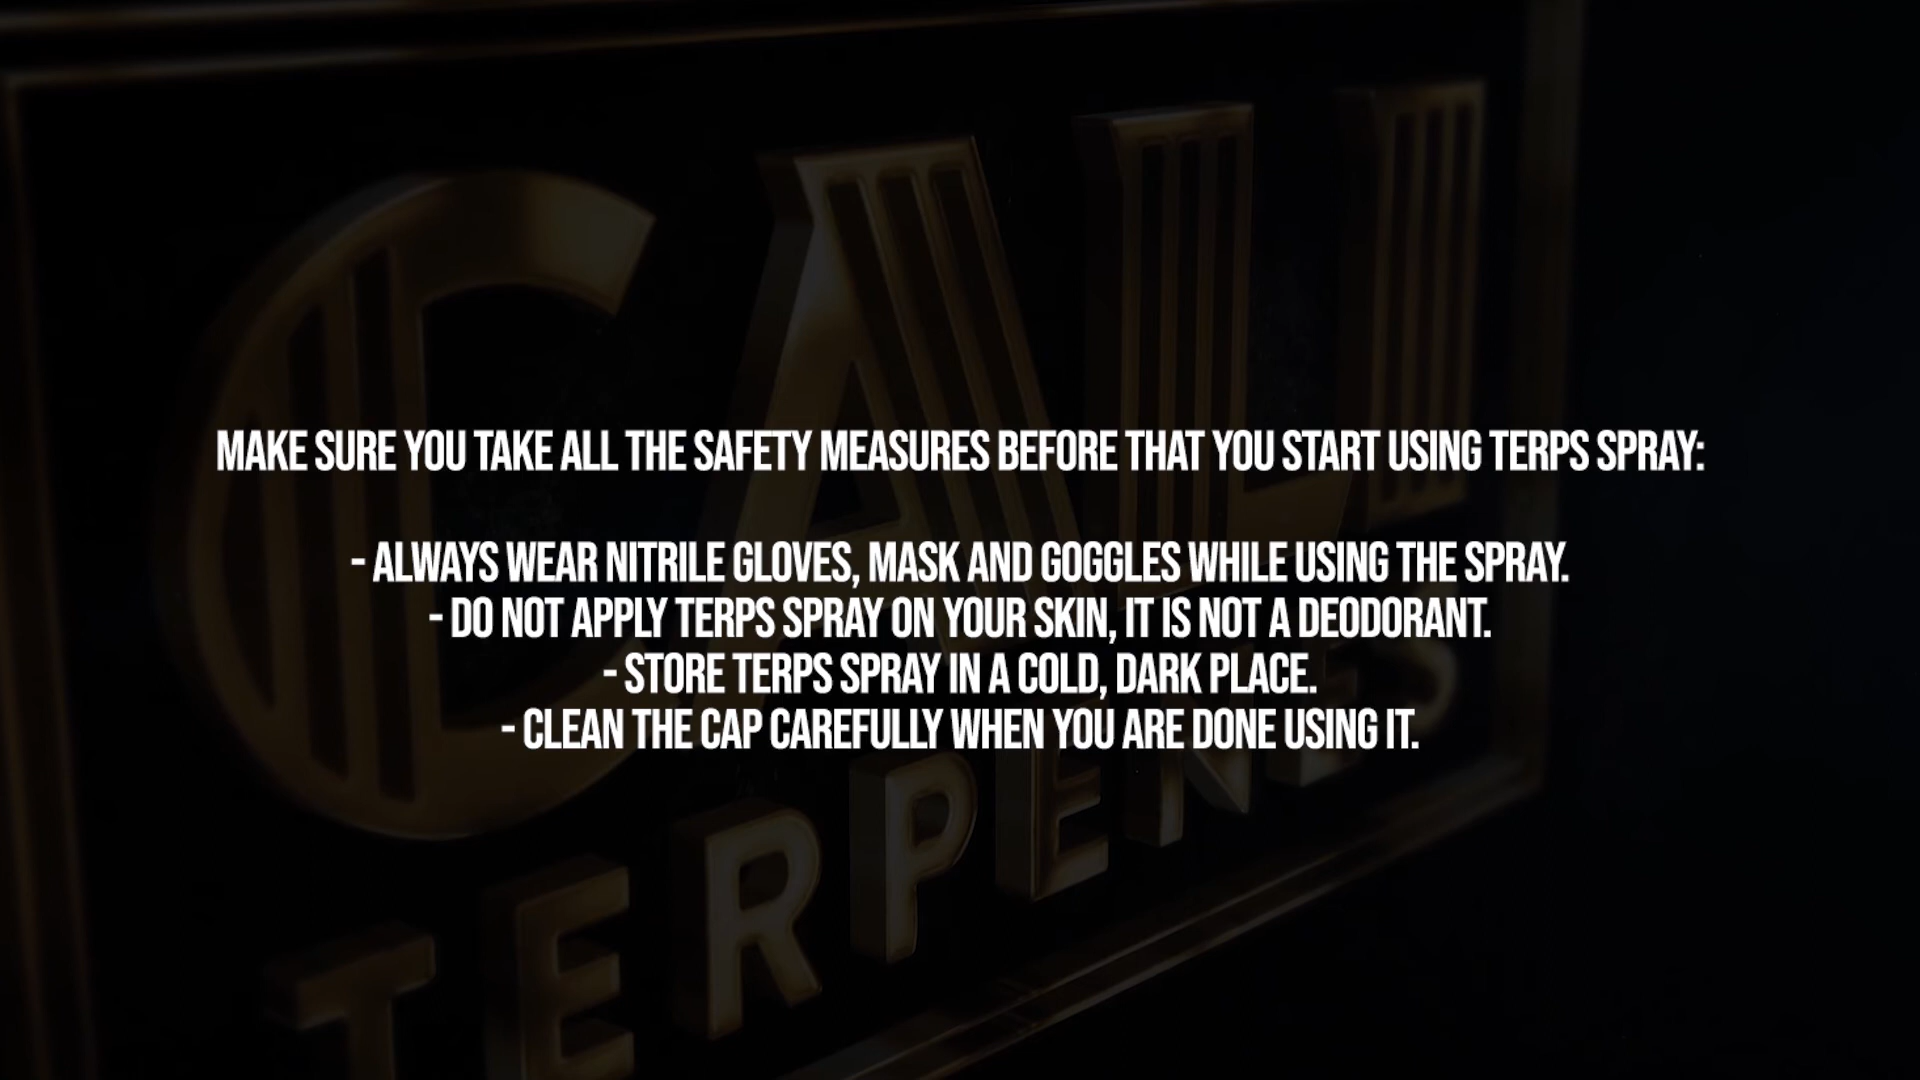 CALI
TERPENES
MAKE SURE YOU TAKE ALL THE SAFETY MEASURES BEFORE THAT YOU START USING TERPS SPRAY:
- ALWAYS WEAR NITRILE GLOVES, MASK AND GOGGLES WHILE USING THE SPRAY.
- DO NOT APPLY TERPS SPRAY ON YOUR SKIN, IT IS NOT A DEODORANT.
- STORE TERPS SPRAY IN A COLD, DARK PLACE.
- CLEAN THE CAP CAREFULLY WHEN YOU ARE DONE USING IT.